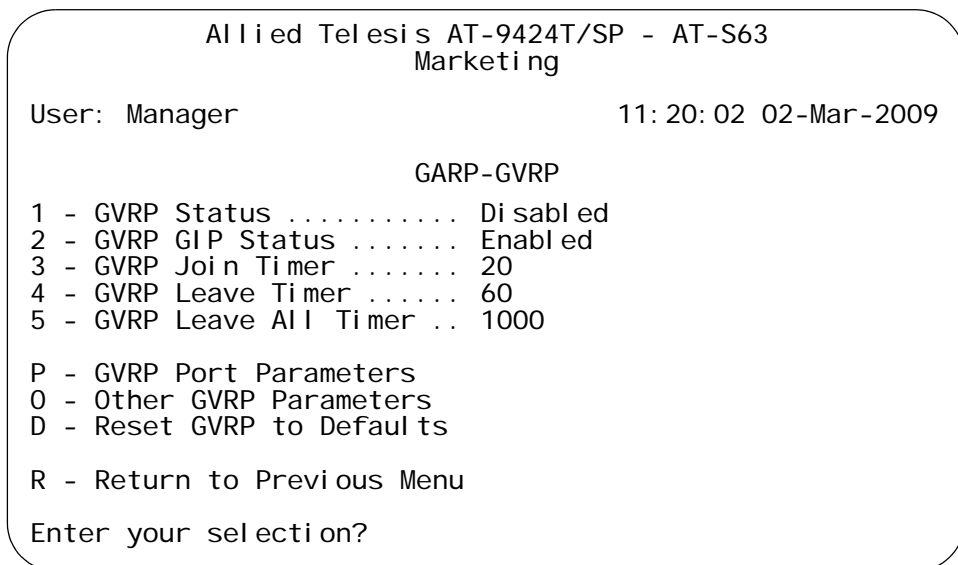 Allied Telesis AT-9424T/SP - AT-S63
Marketing
User: Manager 11:20:02 02-Mar-2009
GARP-GVRP
1 - GVRP Status ........... Disabled
2 - GVRP GIP Status ....... Enabled
3 - GVRP Join Timer ....... 20
4 - GVRP Leave Timer ...... 60
5 - GVRP Leave All Timer .. 1000
P - GVRP Port Parameters
O - Other GVRP Parameters
D - Reset GVRP to Defaults
R - Return to Previous Menu
Enter your selection?